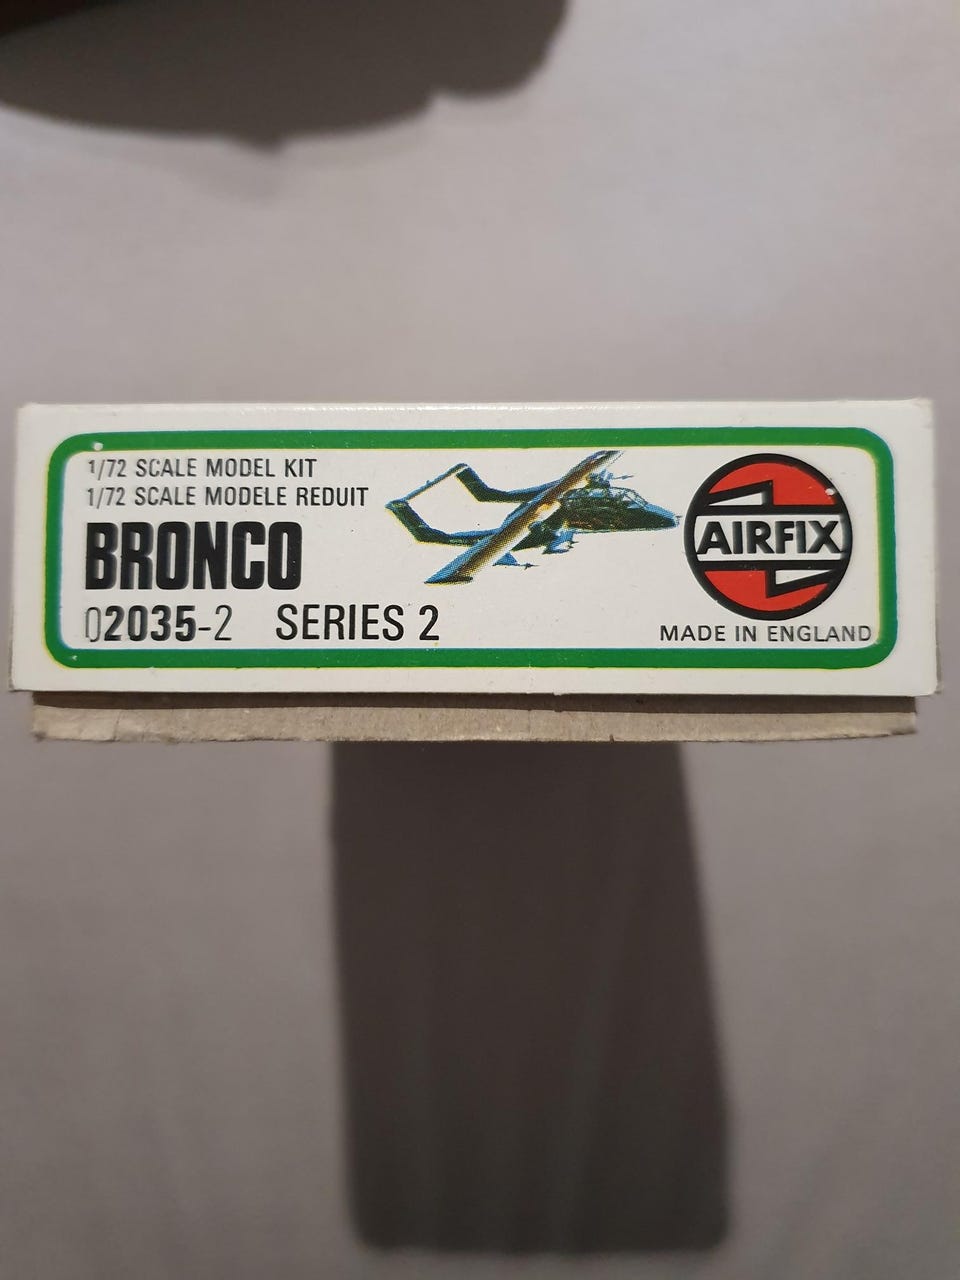 1/72 SCALE MODEL KIT
1/72 SCALE MODELE REDUIT
BRONCO
02035-2 SERIES 2
AIRFIX
MADE IN ENGLAND